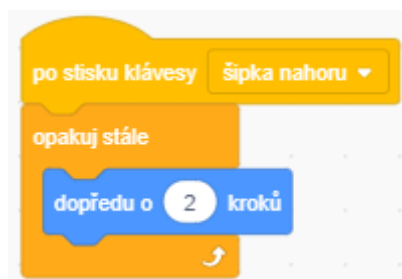 po stisku klávesy šipka nahoru
opakuj stále
dopředu o 2 kroků